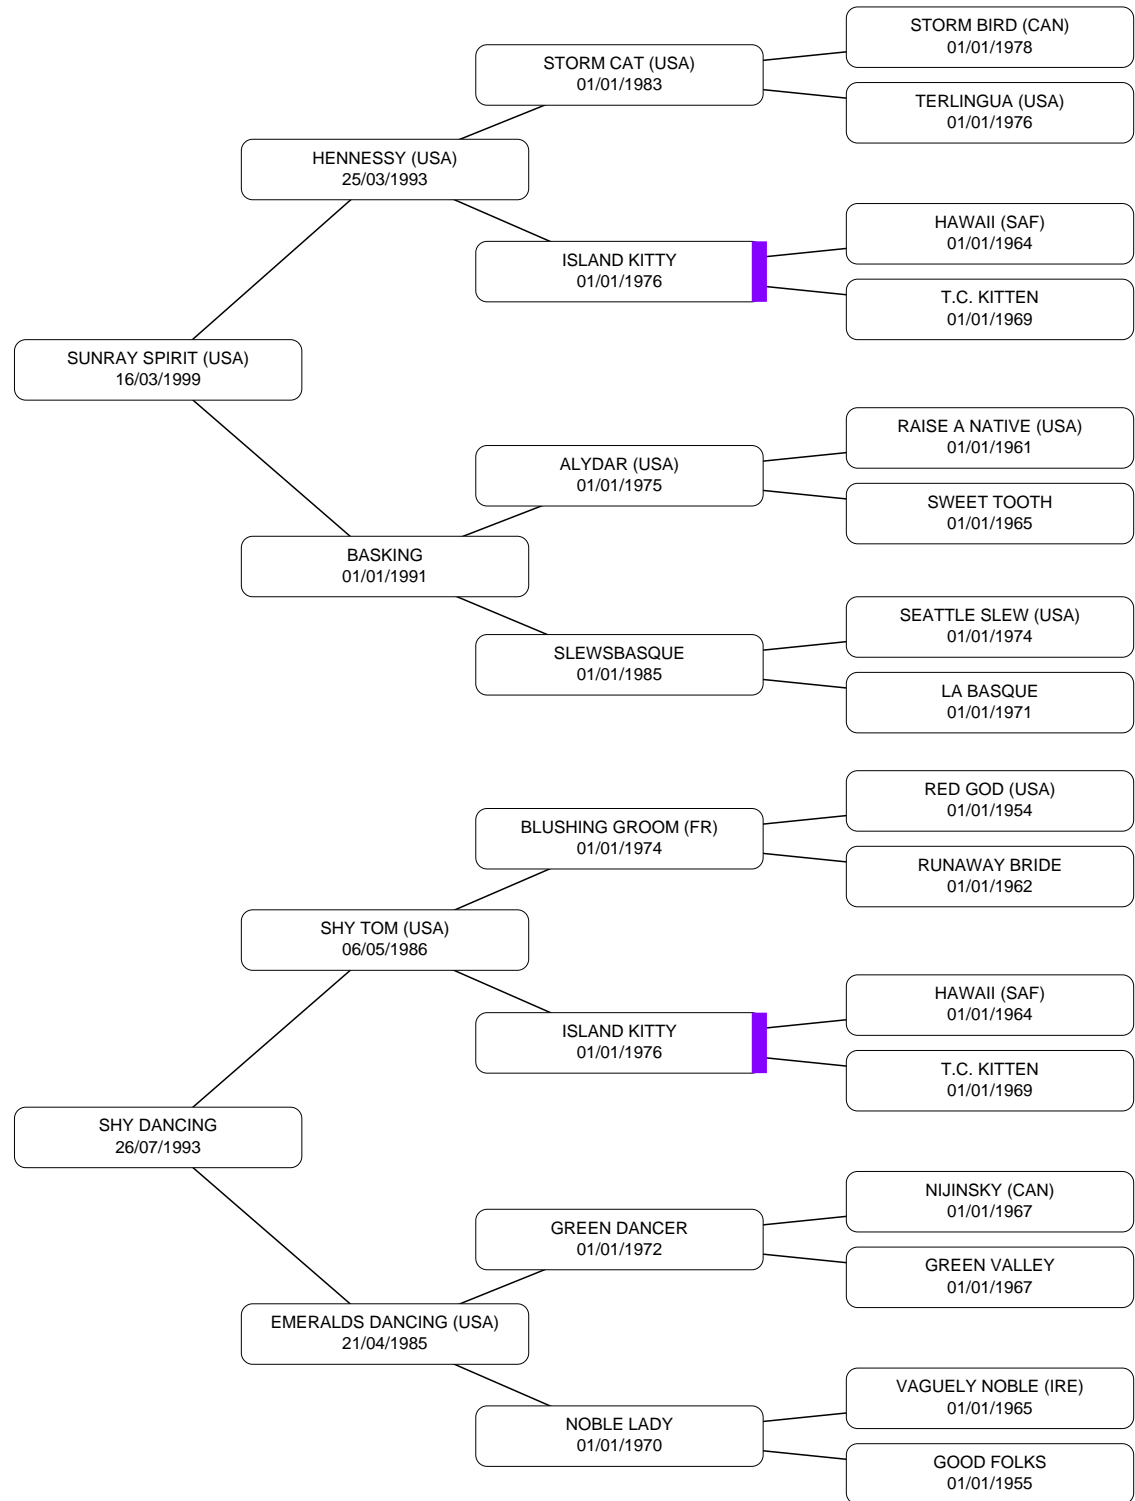 STORM BIRD (CAN)
01/01/1978
STORM CAT (USA)
01/01/1983
TERLINGUA (USA)
01/01/1976
HENNESSY (USA)
25/03/1993
HAWAII (SAF)
01/01/1964
ISLAND KITTY
01/01/1976
T.C. KITTEN
01/01/1969
SUNRAY SPIRIT (USA)
16/03/1999
RAISE A NATIVE (USA)
01/01/1961
ALYDAR (USA)
01/01/1975
SWEET TOOTH
01/01/1965
BASKING
01/01/1991
SEATTLE SLEW (USA)
01/01/1974
SLEWSBASQUE
01/01/1985
LA BASQUE
01/01/1971
RED GOD (USA)
01/01/1954
BLUSHING GROOM (FR)
01/01/1974
RUNAWAY BRIDE
01/01/1962
SHY TOM (USA)
06/05/1986
HAWAII (SAF)
01/01/1964
ISLAND KITTY
01/01/1976
T.C. KITTEN
01/01/1969
SHY DANCING
26/07/1993
NIJINSKY (CAN)
01/01/1967
GREEN DANCER
01/01/1972
GREEN VALLEY
01/01/1967
EMERALDS DANCING (USA)
21/04/1985
VAGUELY NOBLE (IRE)
01/01/1965
NOBLE LADY
01/01/1970
GOOD FOLKS
01/01/1955